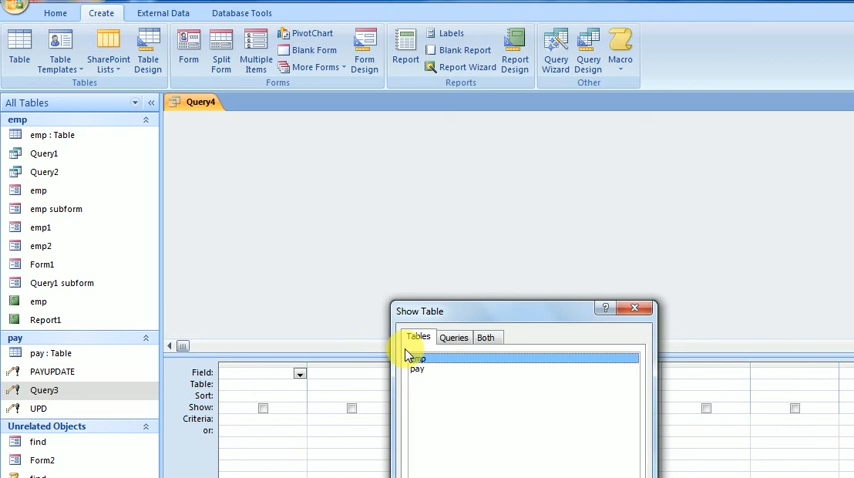 Home Create External Data Database Tools
Table Table Templates SharePoint Lists Table Design
Form Split Form Multiple Items PivotChart Blank Form More Forms Form Design
Report Labels Blank Report Report Wizard Report Design
Query Wizard Query Design Macro
Tables Forms Reports Other
All Tables «
Query4
emp
emp : Table
Query1
Query2
emp
emp subform
emp1
emp2
Form1
Query1 subform
emp
Report1
pay
pay : Table
PAYUPDATE
Query3
UPD
Unrelated Objects
find
Form2
find
Show Table ?
Tables Queries Both
emp
pay
Field:
Table:
Sort:
Show:
Criteria:
or: